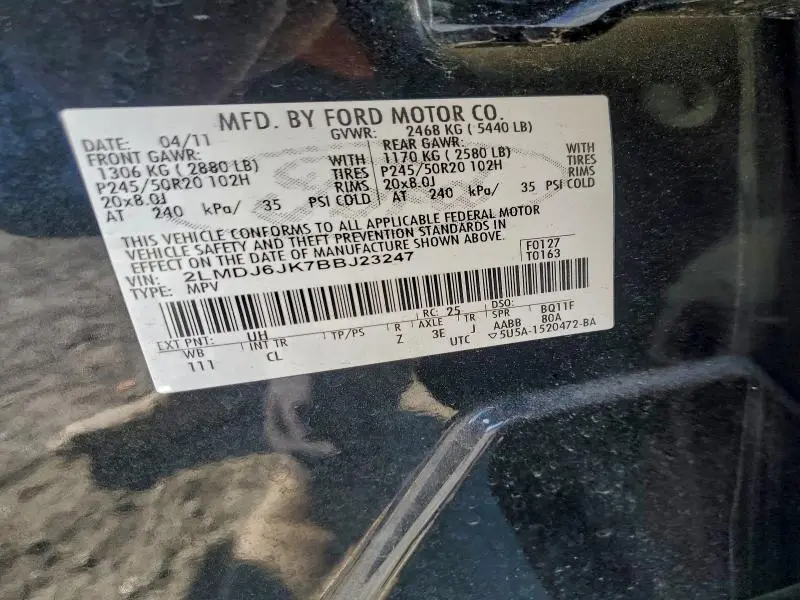 MFD. BY FORD MOTOR CO.
DATE: 04/11 GVWR: 2468 KG ( 5440 LB)
FRONT GAWR: REAR GAWR:
1306 KG ( 2880 LB) WITH 1170 KG ( 2580 LB) WITH
P245/50R20 102H TIRES P245/50R20 102H TIRES
20x8.0J RIMS 20x8.0J RIMS
AT 240 kPa/ 35 PSI COLD AT 240 kPa/ 35 PSI COLD
THIS VEHICLE CONFORMS TO ALL APPLICABLE FEDERAL MOTOR
VEHICLE SAFETY AND THEFT PREVENTION STANDARDS IN
EFFECT ON THE DATE OF MANUFACTURE SHOWN ABOVE.
VIN: 2LMDJ6JK7BBJ23247 F0127
TYPE: MPV T0163
EXT PNT: UH RC: 25 DSO:
WB INT TR TP/PS R AXLE TR SPR BQ11F
111 CL Z 3E J AABB 80A
UTC ▽5U5A-1520472-BA